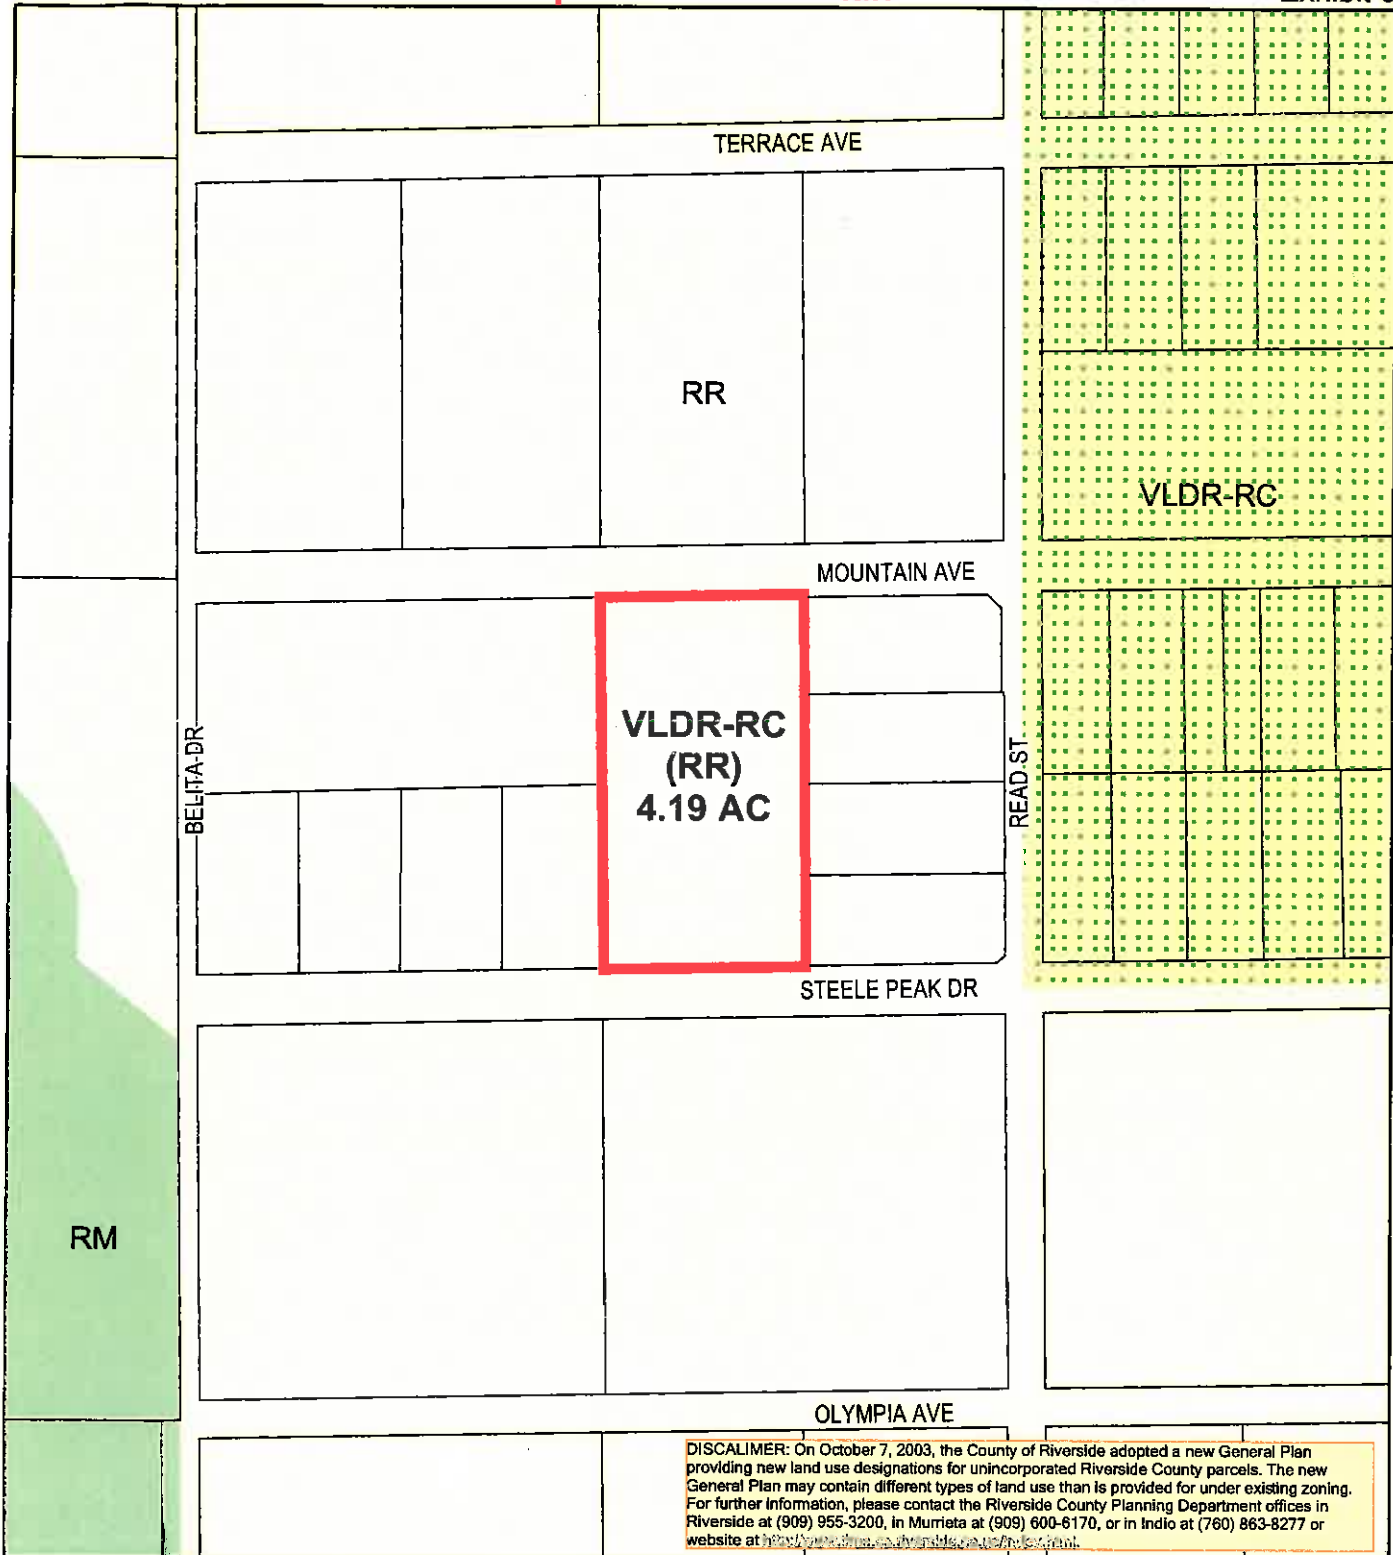 TERRACE AVE
RR
VLDR-RC
MOUNTAIN AVE
VLDR-RC
(RR)
4.19 AC
BELITA DR
READ ST
STEELE PEAK DR
RM
OLYMPIA AVE
DISCALIMER: On October 7, 2003, the County of Riverside adopted a new General Plan
providing new land use designations for unincorporated Riverside County parcels. The new
General Plan may contain different types of land use than is provided for under existing zoning.
For further information, please contact the Riverside County Planning Department offices in
Riverside at (909) 955-3200, in Murrieta at (909) 600-6170, or in Indio at (760) 863-8277 or
website at